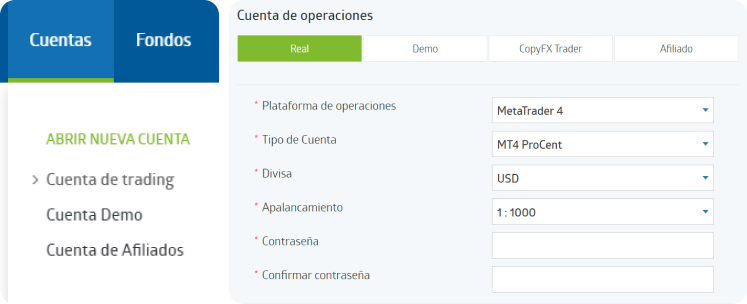 Cuentas Fondos
ABRIR NUEVA CUENTA
Cuenta de trading
Cuenta Demo
Cuenta de Afiliados
Cuenta de operaciones
Real Demo CopyFX Trader Afiliado
* Plataforma de operaciones MetaTrader 4
* Tipo de Cuenta MT4 ProCent
* Divisa USD
* Apalancamiento 1 : 1000
* Contraseña
* Confirmar contraseña